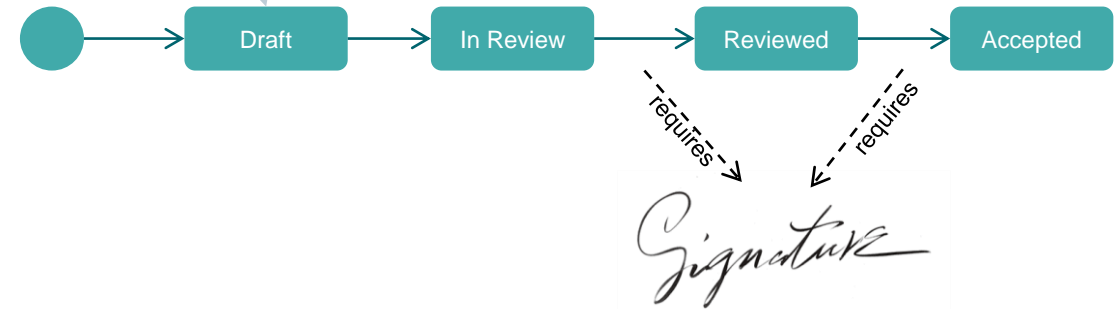 Draft
In Review
Reviewed
Accepted
requires
requires
Signature